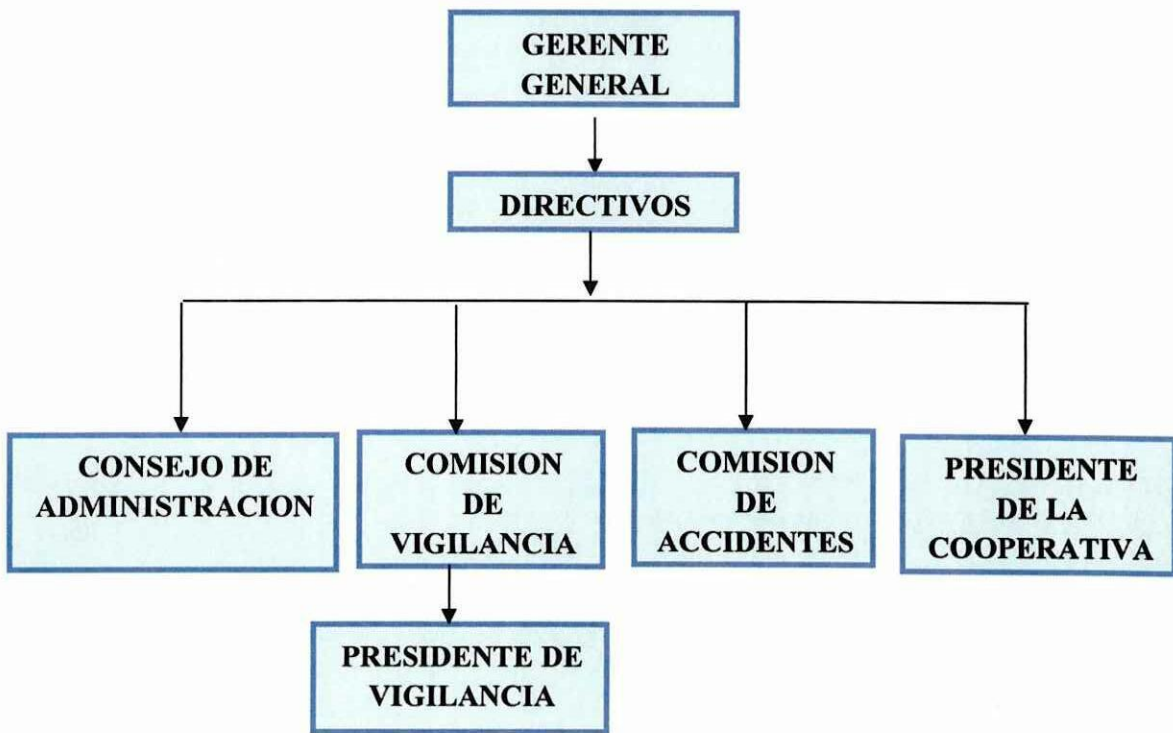 GERENTE
GENERAL
DIRECTIVOS
CONSEJO DE
ADMINISTRACION
COMISION
DE
VIGILANCIA
COMISION
DE
ACCIDENTES
PRESIDENTE
DE LA
COOPERATIVA
PRESIDENTE DE
VIGILANCIA